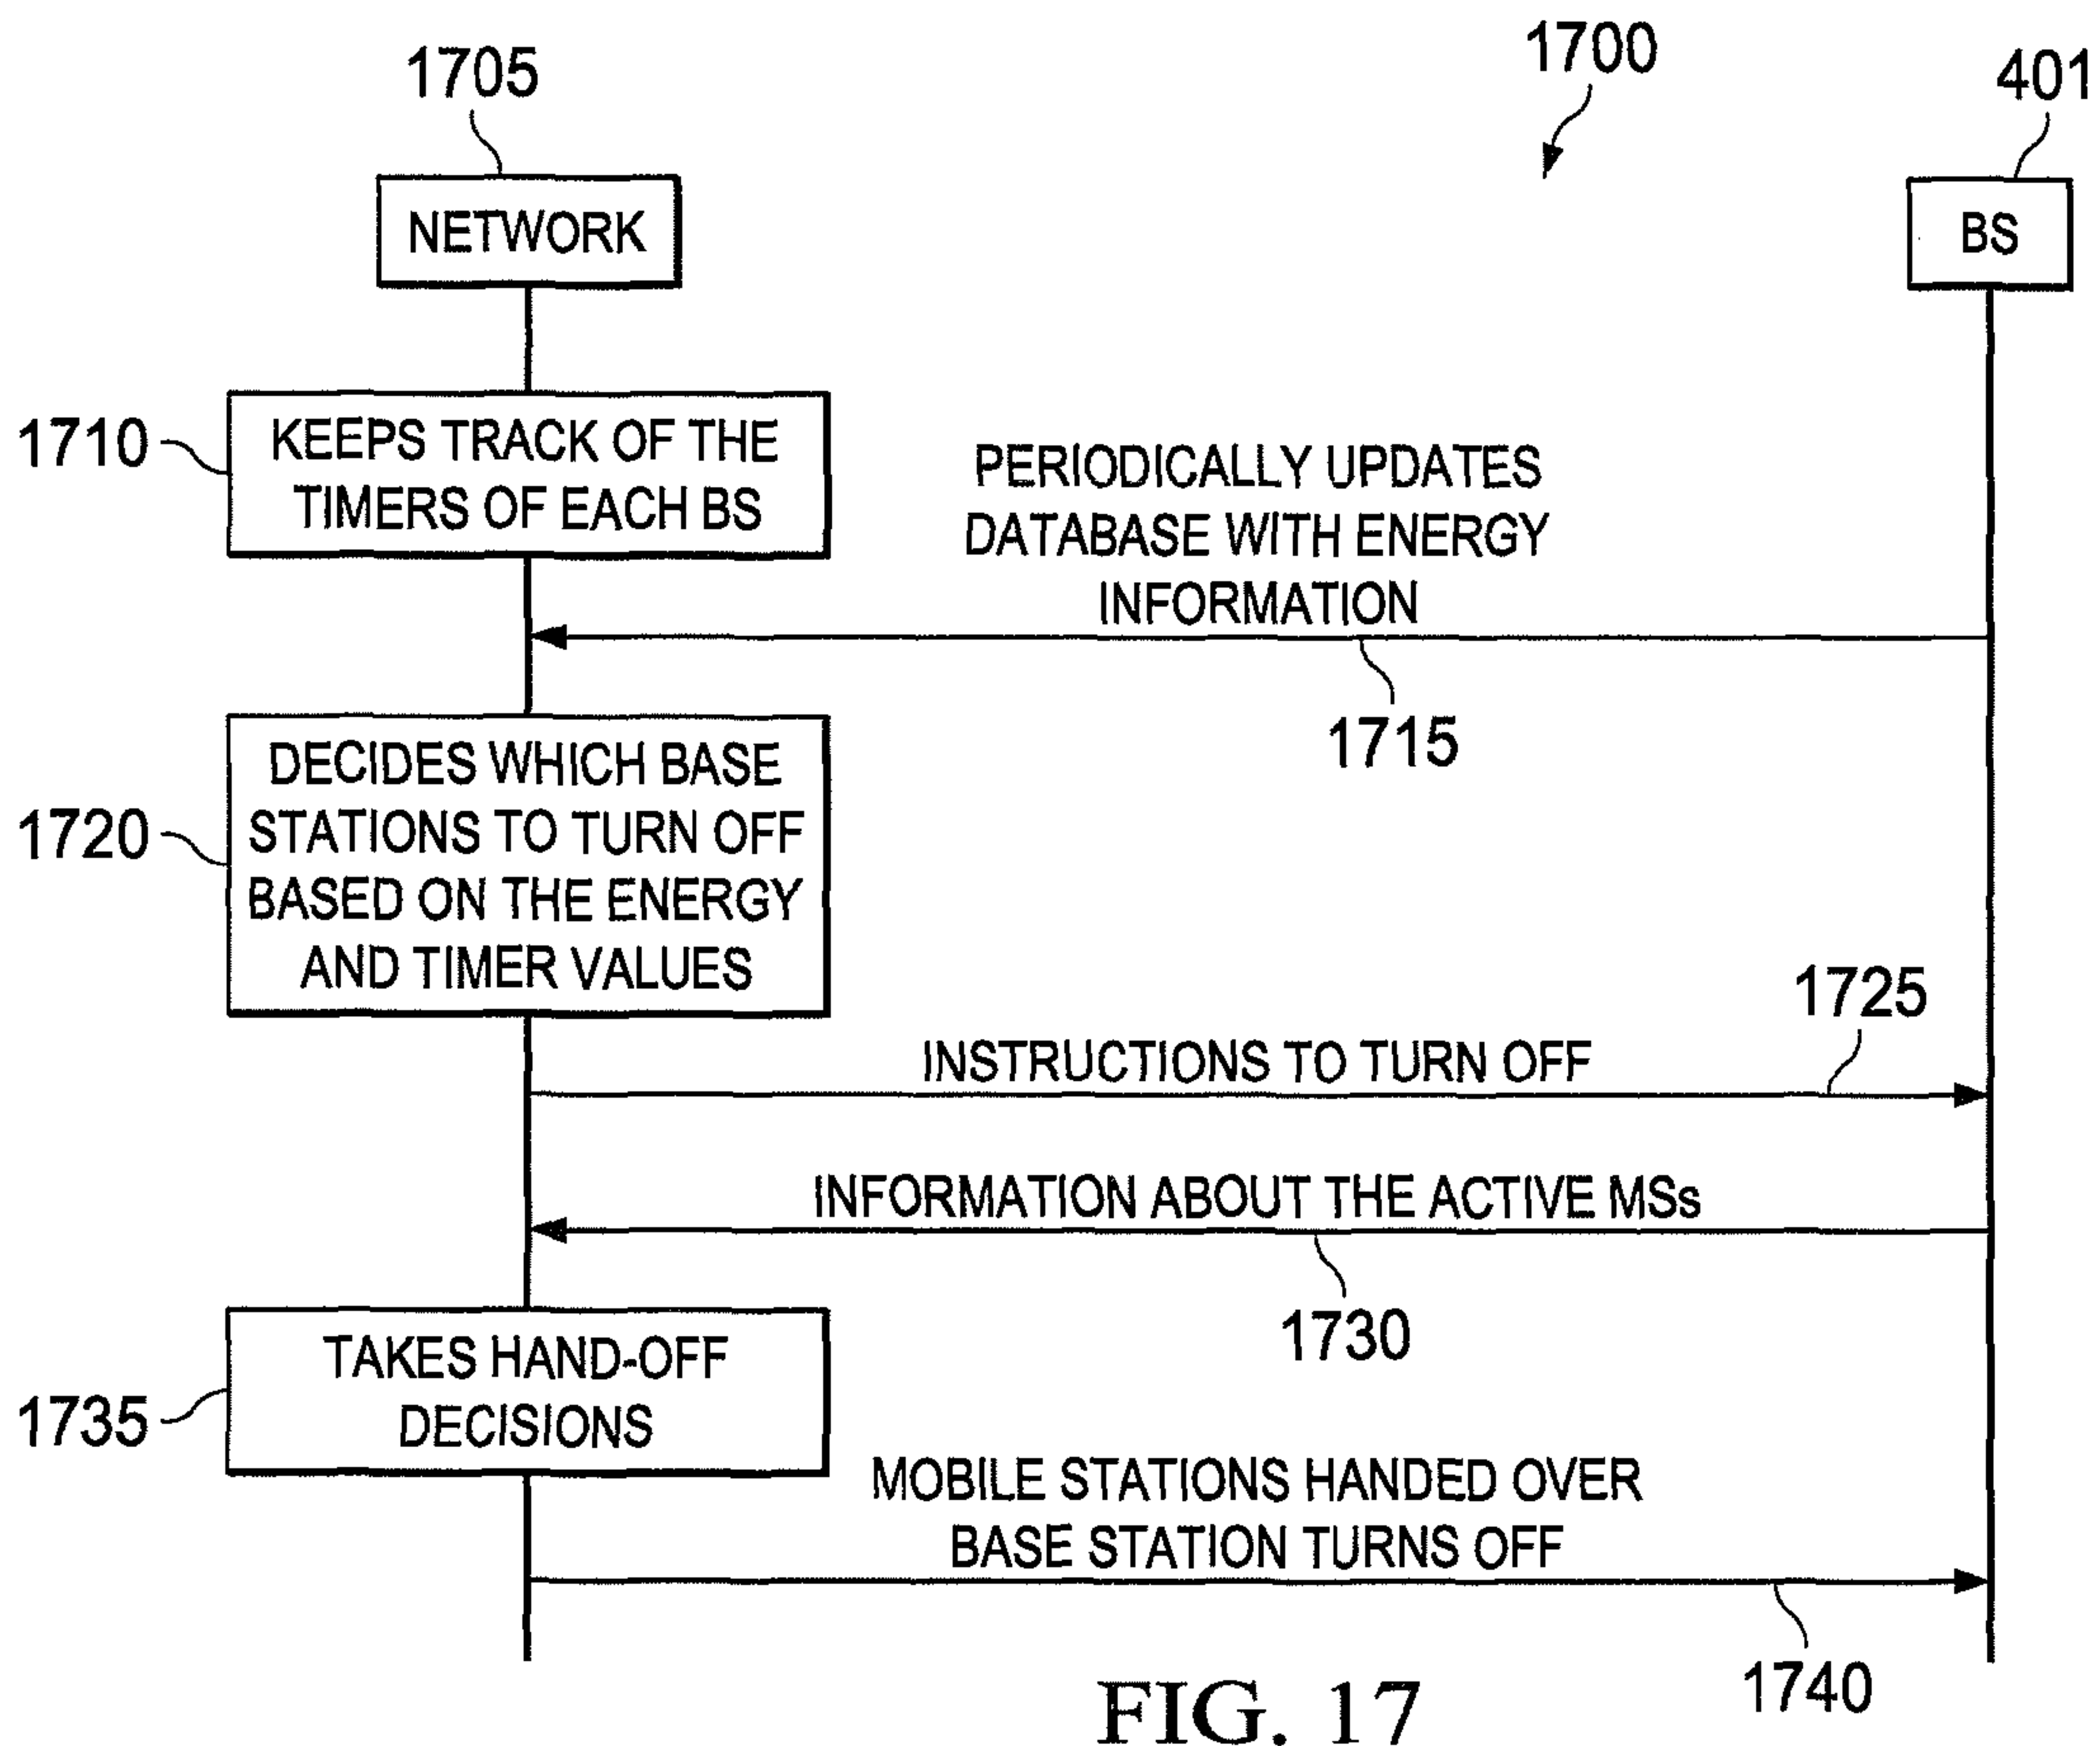 1700
1705
401
NETWORK
BS
1710
KEEPS TRACK OF THE
TIMERS OF EACH BS
PERIODICALLY UPDATES
DATABASE WITH ENERGY
INFORMATION
1715
1720
DECIDES WHICH BASE
STATIONS TO TURN OFF
BASED ON THE ENERGY
AND TIMER VALUES
1725
INSTRUCTIONS TO TURN OFF
INFORMATION ABOUT THE ACTIVE MSs
1730
1735
TAKES HAND-OFF
DECISIONS
MOBILE STATIONS HANDED OVER
BASE STATION TURNS OFF
1740
FIG. 17